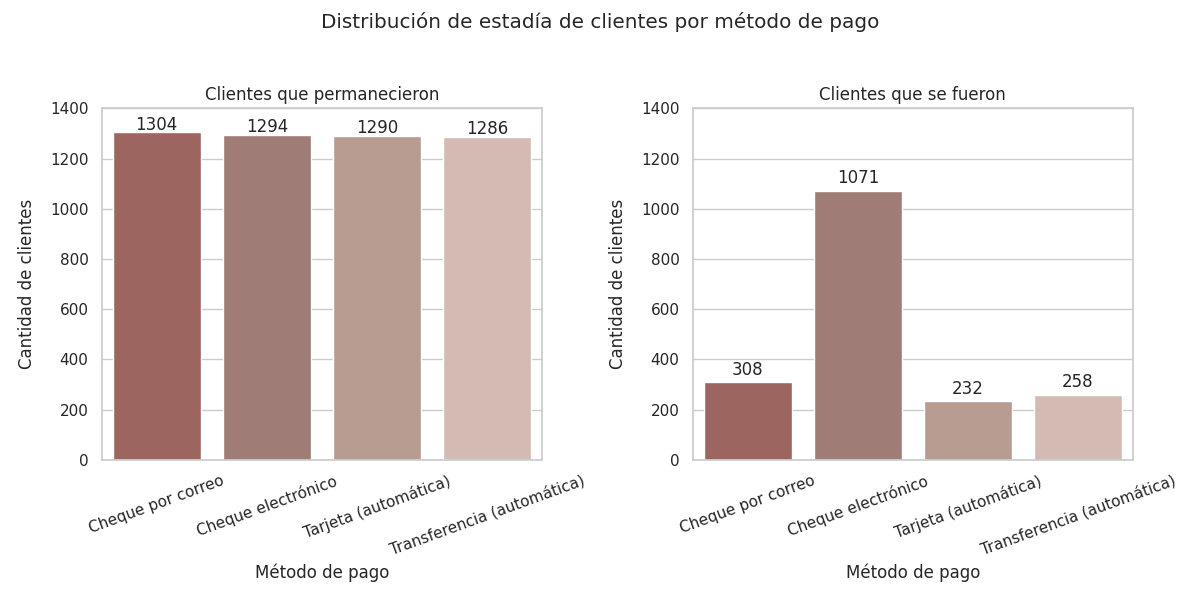 Distribución de estadía de clientes por método de pago
Clientes que permanecieron
Cantidad de clientes
1400
1200
1000
800
600
400
200
0
1304
1294
1290
1286
Cheque por correo
Cheque electrónico
Tarjeta (automática)
Transferencia (automática)
Método de pago
Clientes que se fueron
Cantidad de clientes
1400
1200
1000
800
600
400
200
0
308
1071
232
258
Cheque por correo
Cheque electrónico
Tarjeta (automática)
Transferencia (automática)
Método de pago